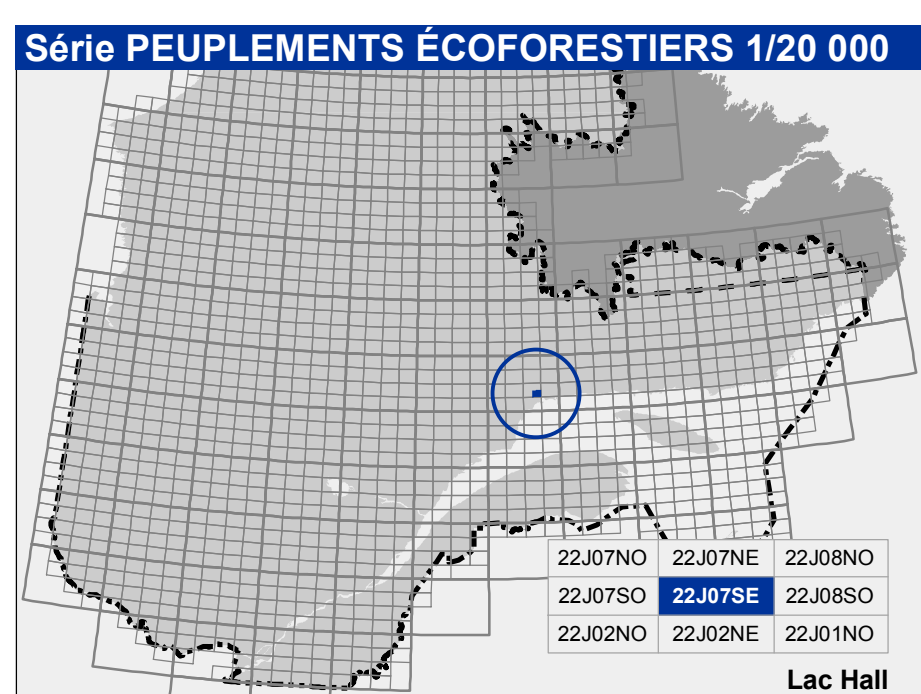 Série PEUPLEMENTS ÉCOFORESTIERS 1/20 000
22J07NO 22J07NE 22J08NO
22J07SO 22J07SE 22J08SO
22J02NO 22J02NE 22J01NO
Lac Hall